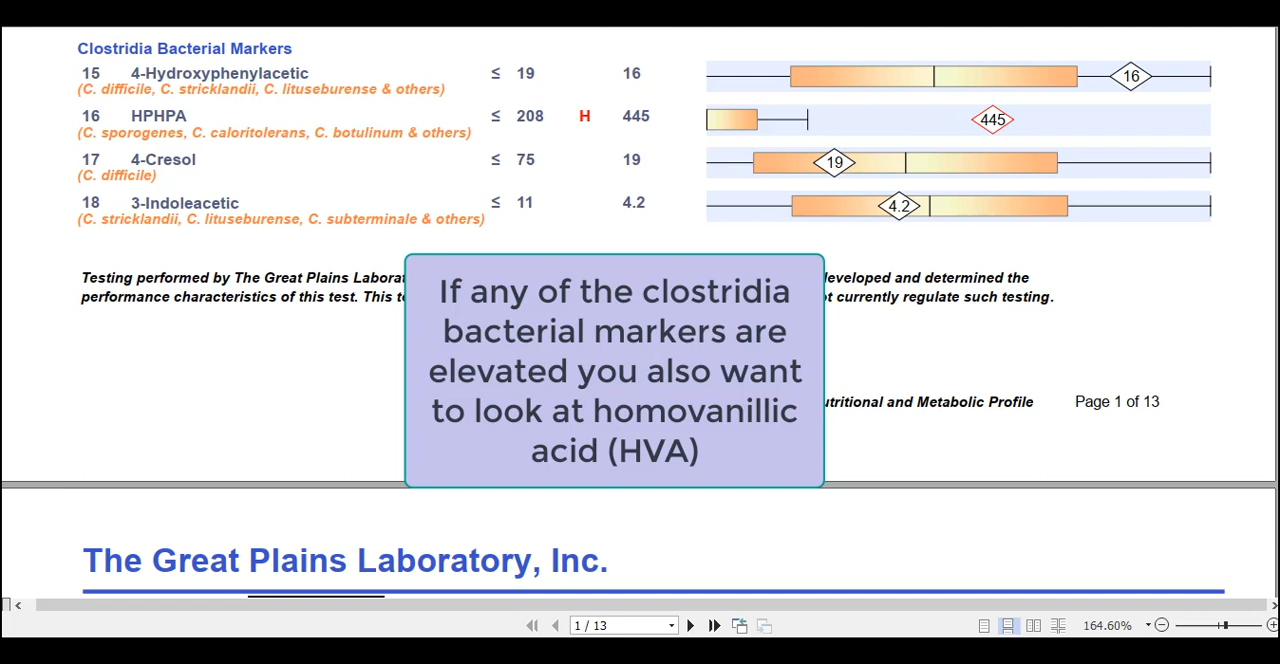 Clostridia Bacterial Markers
15 4-Hydroxyphenylacetic ≤ 19 16 16
(C. difficile, C. stricklandii, C. lituseburense & others)
16 HPHPA ≤ 208 H 445 445
(C. sporogenes, C. caloritolerans, C. botulinum & others)
17 4-Cresol ≤ 75 19 19
(C. difficile)
18 3-Indoleacetic ≤ 11 4.2 4.2
(C. stricklandii, C. lituseburense, C. subterminale & others)
Testing performed by The Great Plains eveloped and determined the
performance characteristics of this test. This t currently regulate such testing.
If any of the clostridia
bacterial markers are
elevated you also want
to look at homovanillic
acid (HVA)
utritional and Metabolic Profile Page 1 of 13
The Great Plains Laboratory, Inc.
1 / 13 164.60%